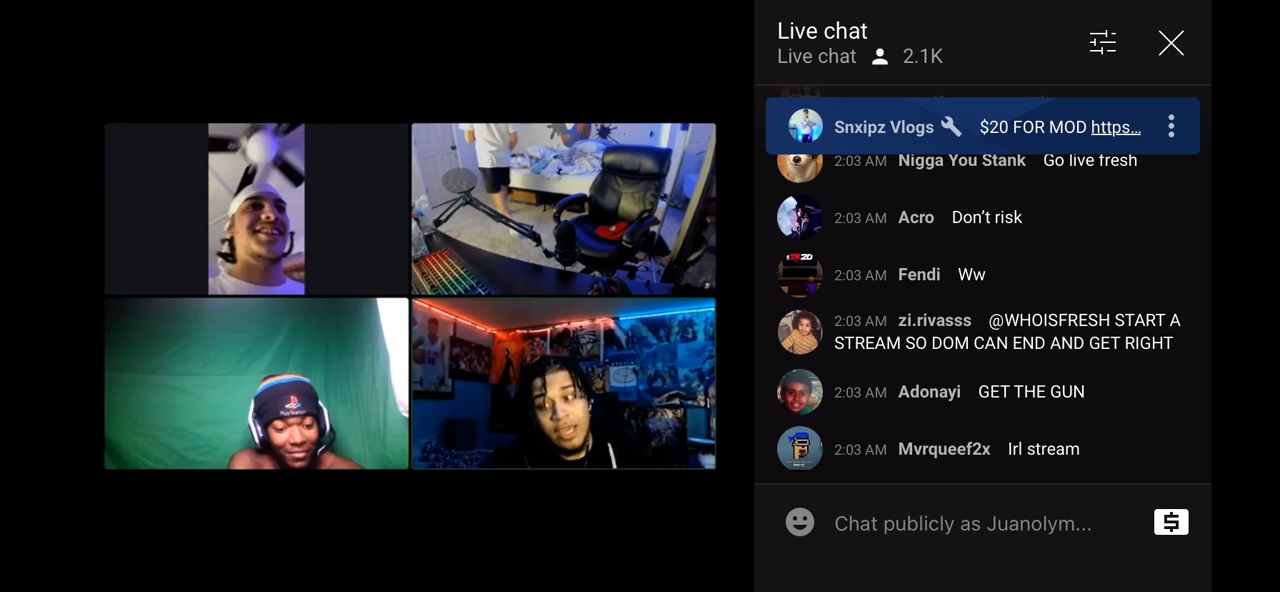 Live chat
Live chat 2.1K
Snxipz Vlogs $20 FOR MOD https...
2:03 AM Nigga You Stank Go live fresh
2:03 AM Acro Don't risk
2:03 AM Fendi Ww
2:03 AM zi.rivasss @WHOISFRESH START A
STREAM SO DOM CAN END AND GET RIGHT
2:03 AM Adonayi GET THE GUN
2:03 AM Mvrqueef2x Irl stream
Chat publicly as Juanolym...
PlayStation
2K20